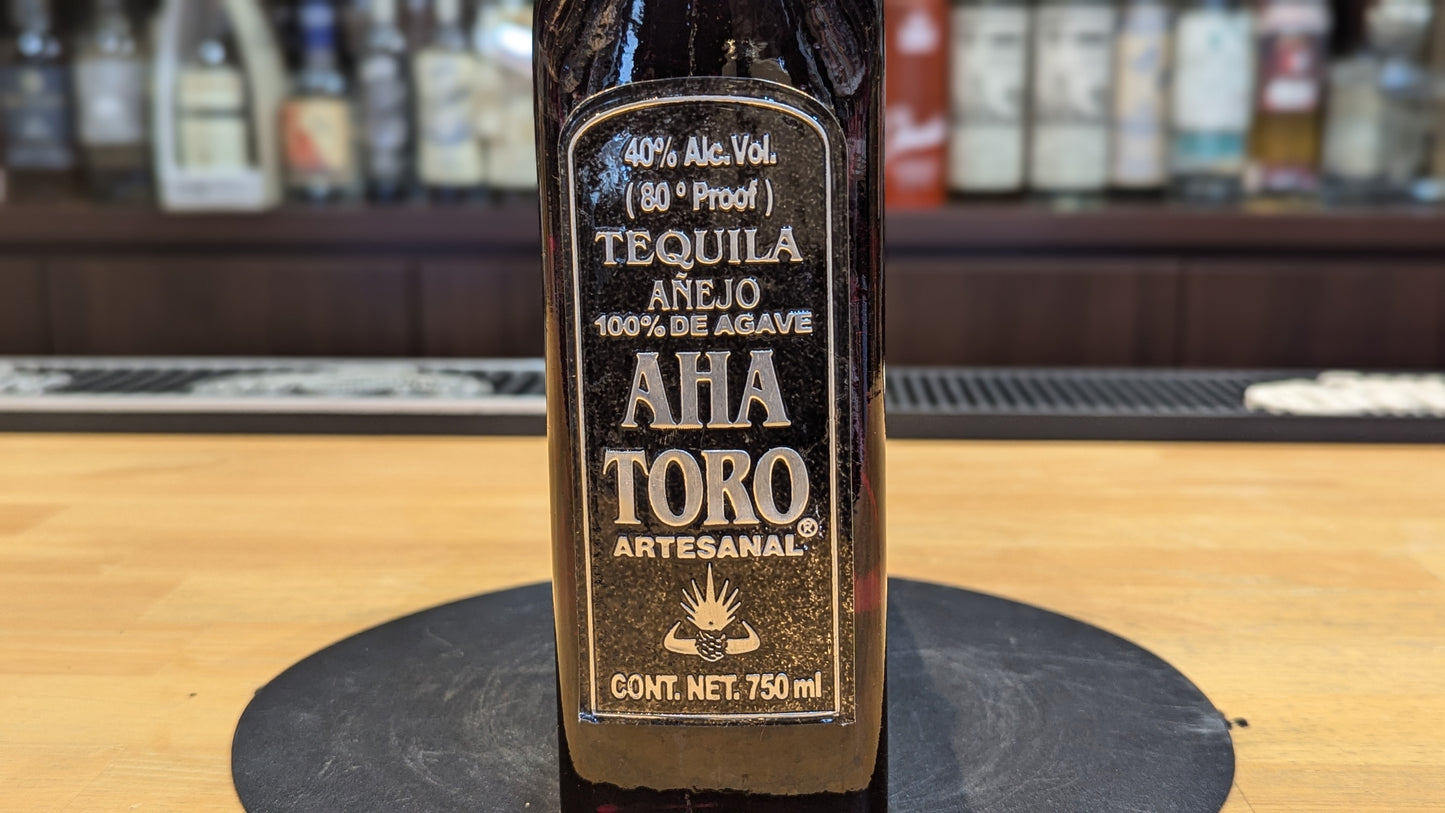 40% Alc.Vol.
( 80 º Proof )
TEQUILA
AÑEJO
100% DE AGAVE
AHA
TORO®
ARTESANAL
CONT. NET. 750 ml